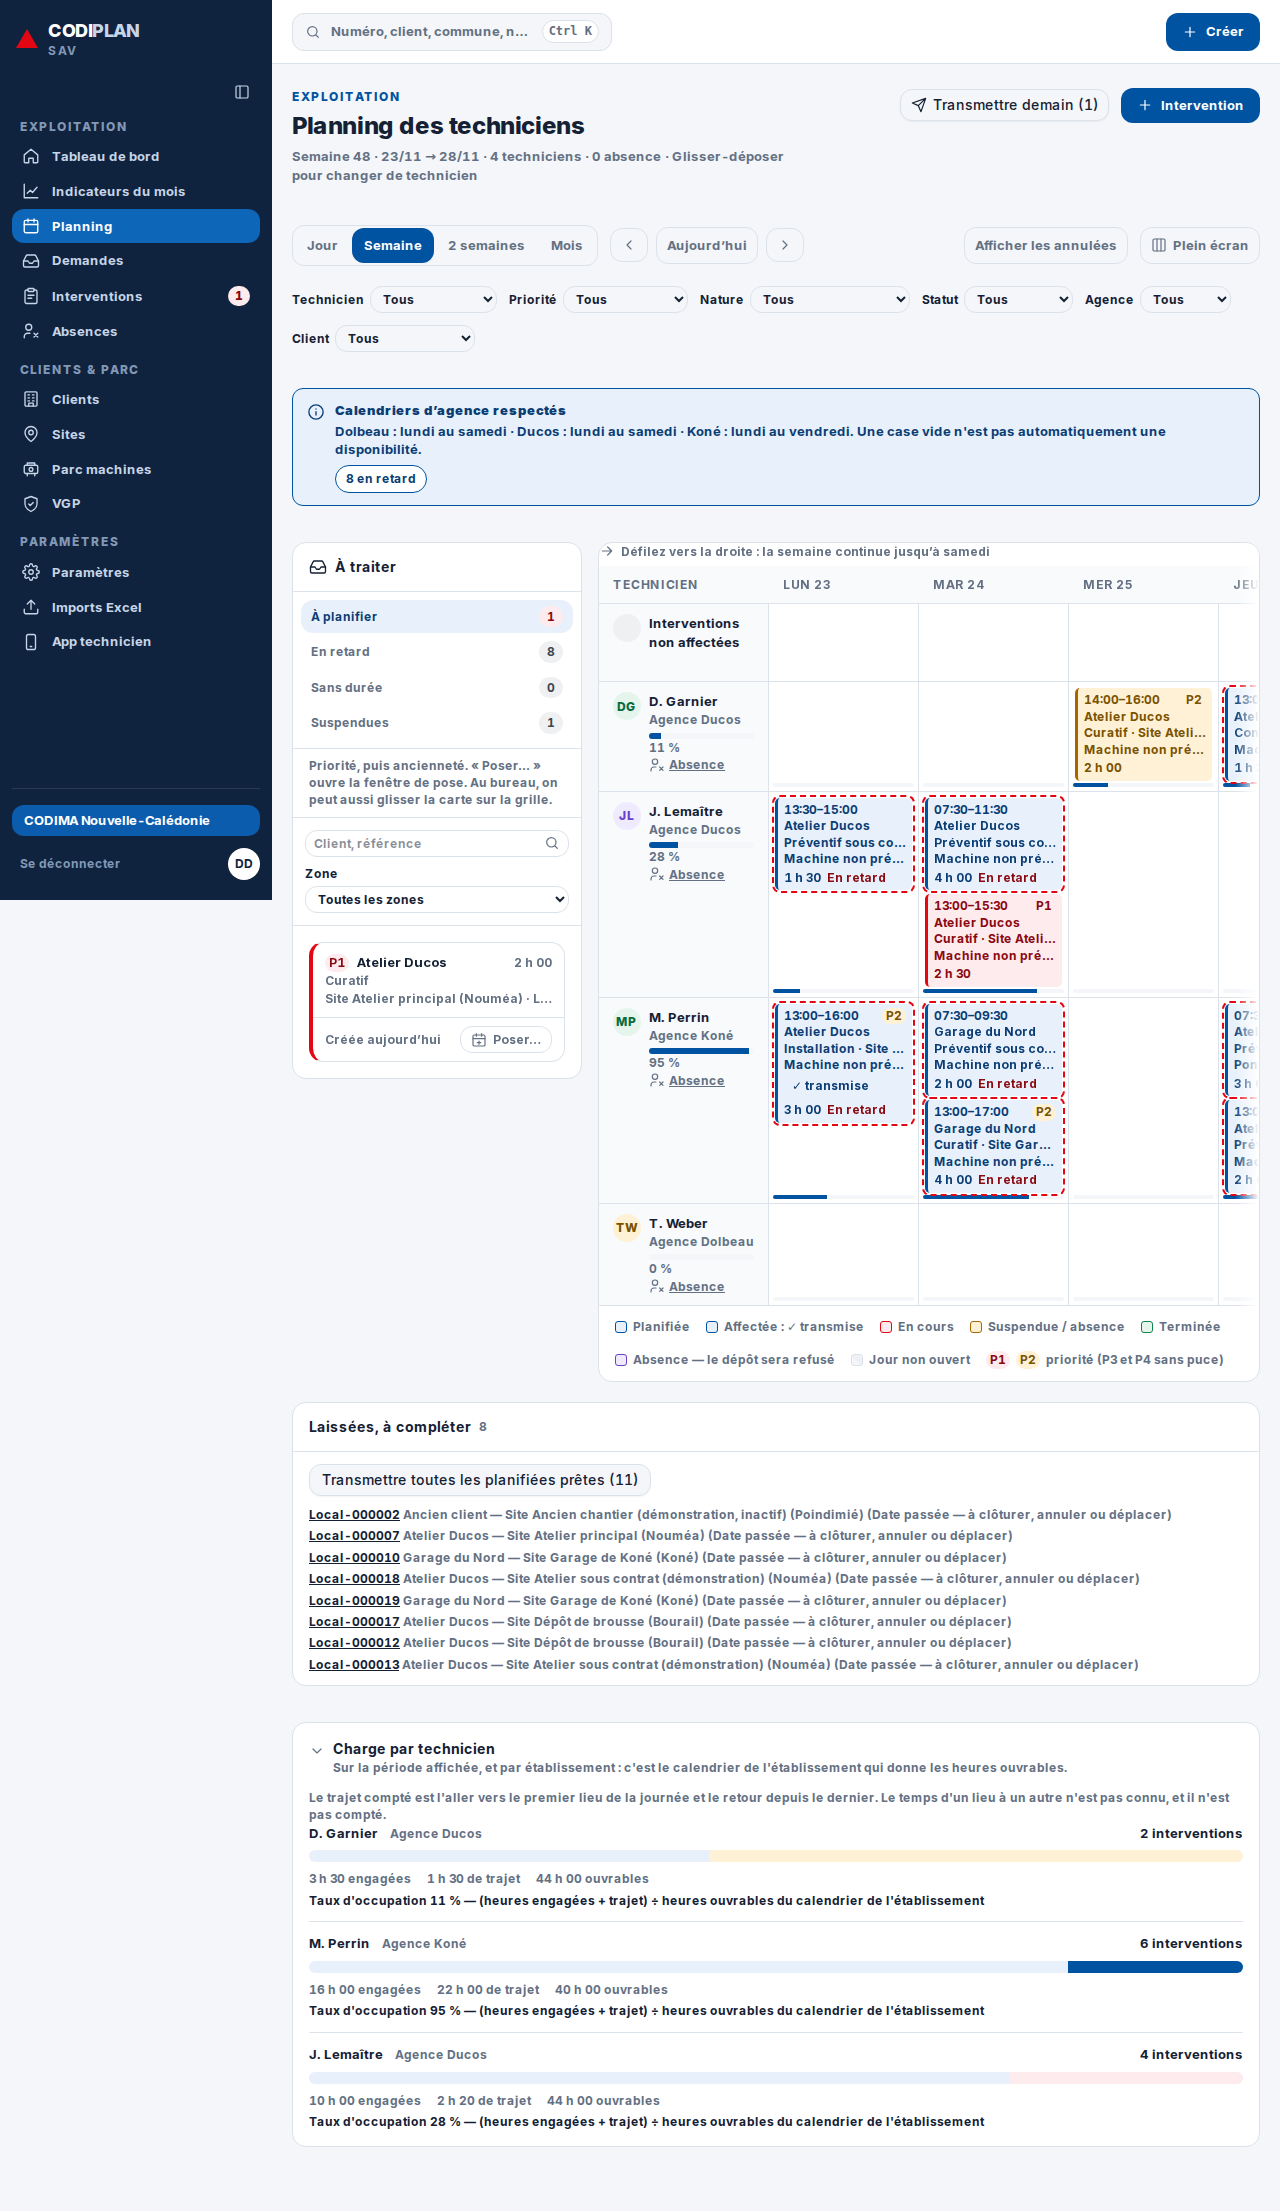 CODIPLAN
SAV
EXPLOITATION
Tableau de bord
Indicateurs du mois
Planning
Demandes
Interventions 1
Absences
CLIENTS & PARC
Clients
Sites
Parc machines
VGP
PARAMÈTRES
Paramètres
Imports Excel
App technicien
CODIMA Nouvelle-Calédonie
Se déconnecter DD
Numéro, client, commune, n… Ctrl K
Créer
EXPLOITATION
Planning des techniciens
Semaine 48 · 23/11 → 28/11 · 4 techniciens · 0 absence · Glisser-déposer
pour changer de technicien
Transmettre demain (1)
Intervention
Jour Semaine 2 semaines Mois Aujourd’hui Afficher les annulées Plein écran
Technicien Tous Priorité Tous Nature Tous Statut Tous Agence Tous
Client Tous
Calendriers d’agence respectés
Dolbeau : lundi au samedi · Ducos : lundi au samedi · Koné : lundi au vendredi. Une case vide n'est pas automatiquement une
disponibilité.
8 en retard
À traiter
À planifier 1
En retard 8
Sans durée 0
Suspendues 1
Priorité, puis ancienneté. « Poser… »
ouvre la fenêtre de pose. Au bureau, on
peut aussi glisser la carte sur la grille.
Client, référence
Zone
Toutes les zones
P1 Atelier Ducos 2 h 00
Curatif
Site Atelier principal (Nouméa) · L…
Créée aujourd’hui Poser…
Défilez vers la droite : la semaine continue jusqu’à samedi
TECHNICIEN LUN 23 MAR 24 MER 25 JEU
Interventions
non affectées
DG D. Garnier
Agence Ducos
11 %
Absence
14:00–16:00 P2
Atelier Ducos
Curatif · Site Ateli…
Machine non pré…
2 h 00
13:0
Atel
Con
Mac
1 h
JL J. Lemaître
Agence Ducos
28 %
Absence
13:30–15:00
Atelier Ducos
Préventif sous co…
Machine non pré…
1 h 30 En retard
07:30–11:30
Atelier Ducos
Préventif sous co…
Machine non pré…
4 h 00 En retard
13:00–15:30 P1
Atelier Ducos
Curatif · Site Ateli…
Machine non pré…
2 h 30
MP M. Perrin
Agence Koné
95 %
Absence
13:00–16:00 P2
Atelier Ducos
Installation · Site …
Machine non pré…
✓ transmise
3 h 00 En retard
07:30–09:30
Garage du Nord
Préventif sous co…
Machine non pré…
2 h 00 En retard
13:00–17:00 P2
Garage du Nord
Curatif · Site Gar…
Machine non pré…
4 h 00 En retard
07:3
Atel
Pré
Pon
3 h
13:0
Atel
Pré
Mac
2 h
TW T. Weber
Agence Dolbeau
0 %
Absence
Planifiée Affectée : ✓ transmise En cours Suspendue / absence Terminée
Absence — le dépôt sera refusé Jour non ouvert P1 P2 priorité (P3 et P4 sans puce)
Laissées, à compléter 8
Transmettre toutes les planifiées prêtes (11)
Local-000002 Ancien client — Site Ancien chantier (démonstration, inactif) (Poindimié) (Date passée — à clôturer, annuler ou déplacer)
Local-000007 Atelier Ducos — Site Atelier principal (Nouméa) (Date passée — à clôturer, annuler ou déplacer)
Local-000010 Garage du Nord — Site Garage de Koné (Koné) (Date passée — à clôturer, annuler ou déplacer)
Local-000018 Atelier Ducos — Site Atelier sous contrat (démonstration) (Nouméa) (Date passée — à clôturer, annuler ou déplacer)
Local-000019 Garage du Nord — Site Garage de Koné (Koné) (Date passée — à clôturer, annuler ou déplacer)
Local-000017 Atelier Ducos — Site Dépôt de brousse (Bourail) (Date passée — à clôturer, annuler ou déplacer)
Local-000012 Atelier Ducos — Site Dépôt de brousse (Bourail) (Date passée — à clôturer, annuler ou déplacer)
Local-000013 Atelier Ducos — Site Atelier sous contrat (démonstration) (Nouméa) (Date passée — à clôturer, annuler ou déplacer)
Charge par technicien
Sur la période affichée, et par établissement : c'est le calendrier de l'établissement qui donne les heures ouvrables.
Le trajet compté est l'aller vers le premier lieu de la journée et le retour depuis le dernier. Le temps d'un lieu à un autre n'est pas connu, et il n'est
pas compté.
D. Garnier Agence Ducos 2 interventions
3 h 30 engagées 1 h 30 de trajet 44 h 00 ouvrables
Taux d'occupation 11 % — (heures engagées + trajet) ÷ heures ouvrables du calendrier de l'établissement
M. Perrin Agence Koné 6 interventions
16 h 00 engagées 22 h 00 de trajet 40 h 00 ouvrables
Taux d'occupation 95 % — (heures engagées + trajet) ÷ heures ouvrables du calendrier de l'établissement
J. Lemaître Agence Ducos 4 interventions
10 h 00 engagées 2 h 20 de trajet 44 h 00 ouvrables
Taux d'occupation 28 % — (heures engagées + trajet) ÷ heures ouvrables du calendrier de l'établissement